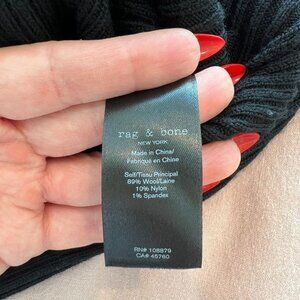 rag & bone
NEW YORK
Made in China/
Fabriqué en Chine
Self/Tissu Principal
89% Wool/Laine
10% Nylon
1% Spandex
RN# 108879
CA# 45760